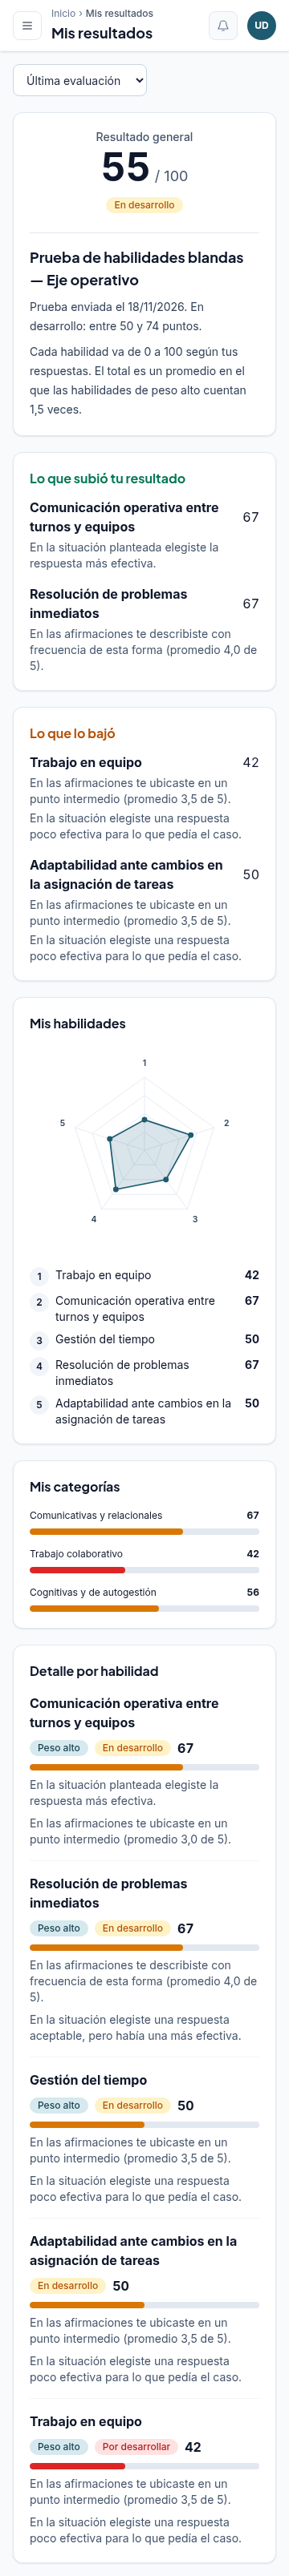 Inicio › Mis resultados
Mis resultados
UD
Última evaluación
Resultado general
55 / 100
En desarrollo
Prueba de habilidades blandas
— Eje operativo
Prueba enviada el 18/11/2026. En
desarrollo: entre 50 y 74 puntos.
Cada habilidad va de 0 a 100 según tus
respuestas. El total es un promedio en el
que las habilidades de peso alto cuentan
1,5 veces.
Lo que subió tu resultado
Comunicación operativa entre
turnos y equipos
67
En la situación planteada elegiste la
respuesta más efectiva.
Resolución de problemas
inmediatos
67
En las afirmaciones te describiste con
frecuencia de esta forma (promedio 4,0 de
5).
Lo que lo bajó
Trabajo en equipo 42
En las afirmaciones te ubicaste en un
punto intermedio (promedio 3,5 de 5).
En la situación elegiste una respuesta
poco efectiva para lo que pedía el caso.
Adaptabilidad ante cambios en
la asignación de tareas
50
En las afirmaciones te ubicaste en un
punto intermedio (promedio 3,5 de 5).
En la situación elegiste una respuesta
poco efectiva para lo que pedía el caso.
Mis habilidades
1
5 2
4 3
1 Trabajo en equipo 42
2 Comunicación operativa entre 67
turnos y equipos
3 Gestión del tiempo 50
4 Resolución de problemas 67
inmediatos
5 Adaptabilidad ante cambios en la 50
asignación de tareas
Mis categorías
Comunicativas y relacionales 67
Trabajo colaborativo 42
Cognitivas y de autogestión 56
Detalle por habilidad
Comunicación operativa entre
turnos y equipos
Peso alto En desarrollo 67
En la situación planteada elegiste la
respuesta más efectiva.
En las afirmaciones te ubicaste en un
punto intermedio (promedio 3,0 de 5).
Resolución de problemas
inmediatos
Peso alto En desarrollo 67
En las afirmaciones te describiste con
frecuencia de esta forma (promedio 4,0 de
5).
En la situación elegiste una respuesta
aceptable, pero había una más efectiva.
Gestión del tiempo
Peso alto En desarrollo 50
En las afirmaciones te ubicaste en un
punto intermedio (promedio 3,5 de 5).
En la situación elegiste una respuesta
poco efectiva para lo que pedía el caso.
Adaptabilidad ante cambios en la
asignación de tareas
En desarrollo 50
En las afirmaciones te ubicaste en un
punto intermedio (promedio 3,5 de 5).
En la situación elegiste una respuesta
poco efectiva para lo que pedía el caso.
Trabajo en equipo
Peso alto Por desarrollar 42
En las afirmaciones te ubicaste en un
punto intermedio (promedio 3,5 de 5).
En la situación elegiste una respuesta
poco efectiva para lo que pedía el caso.